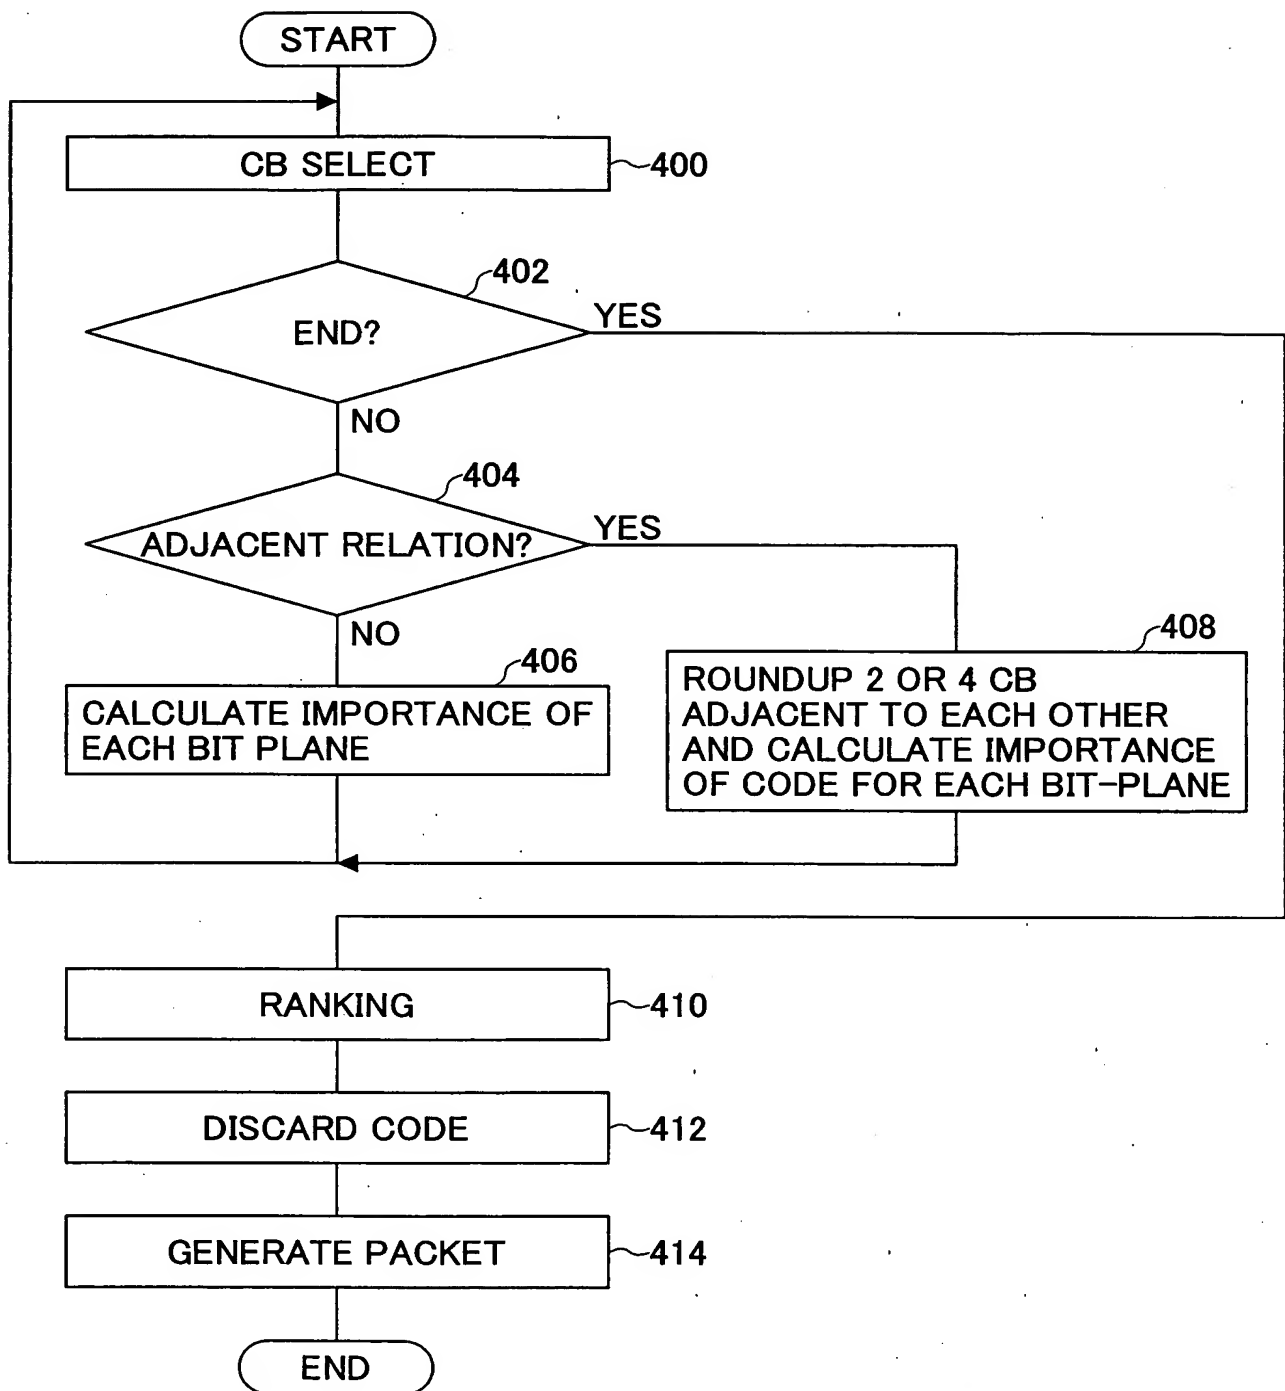 START
CB SELECT
400
402
END?
YES
NO
404
ADJACENT RELATION?
YES
NO
406
CALCULATE IMPORTANCE OF
EACH BIT PLANE
408
ROUNDUP 2 OR 4 CB
ADJACENT TO EACH OTHER
AND CALCULATE IMPORTANCE
OF CODE FOR EACH BIT-PLANE
RANKING
410
DISCARD CODE
412
GENERATE PACKET
414
END